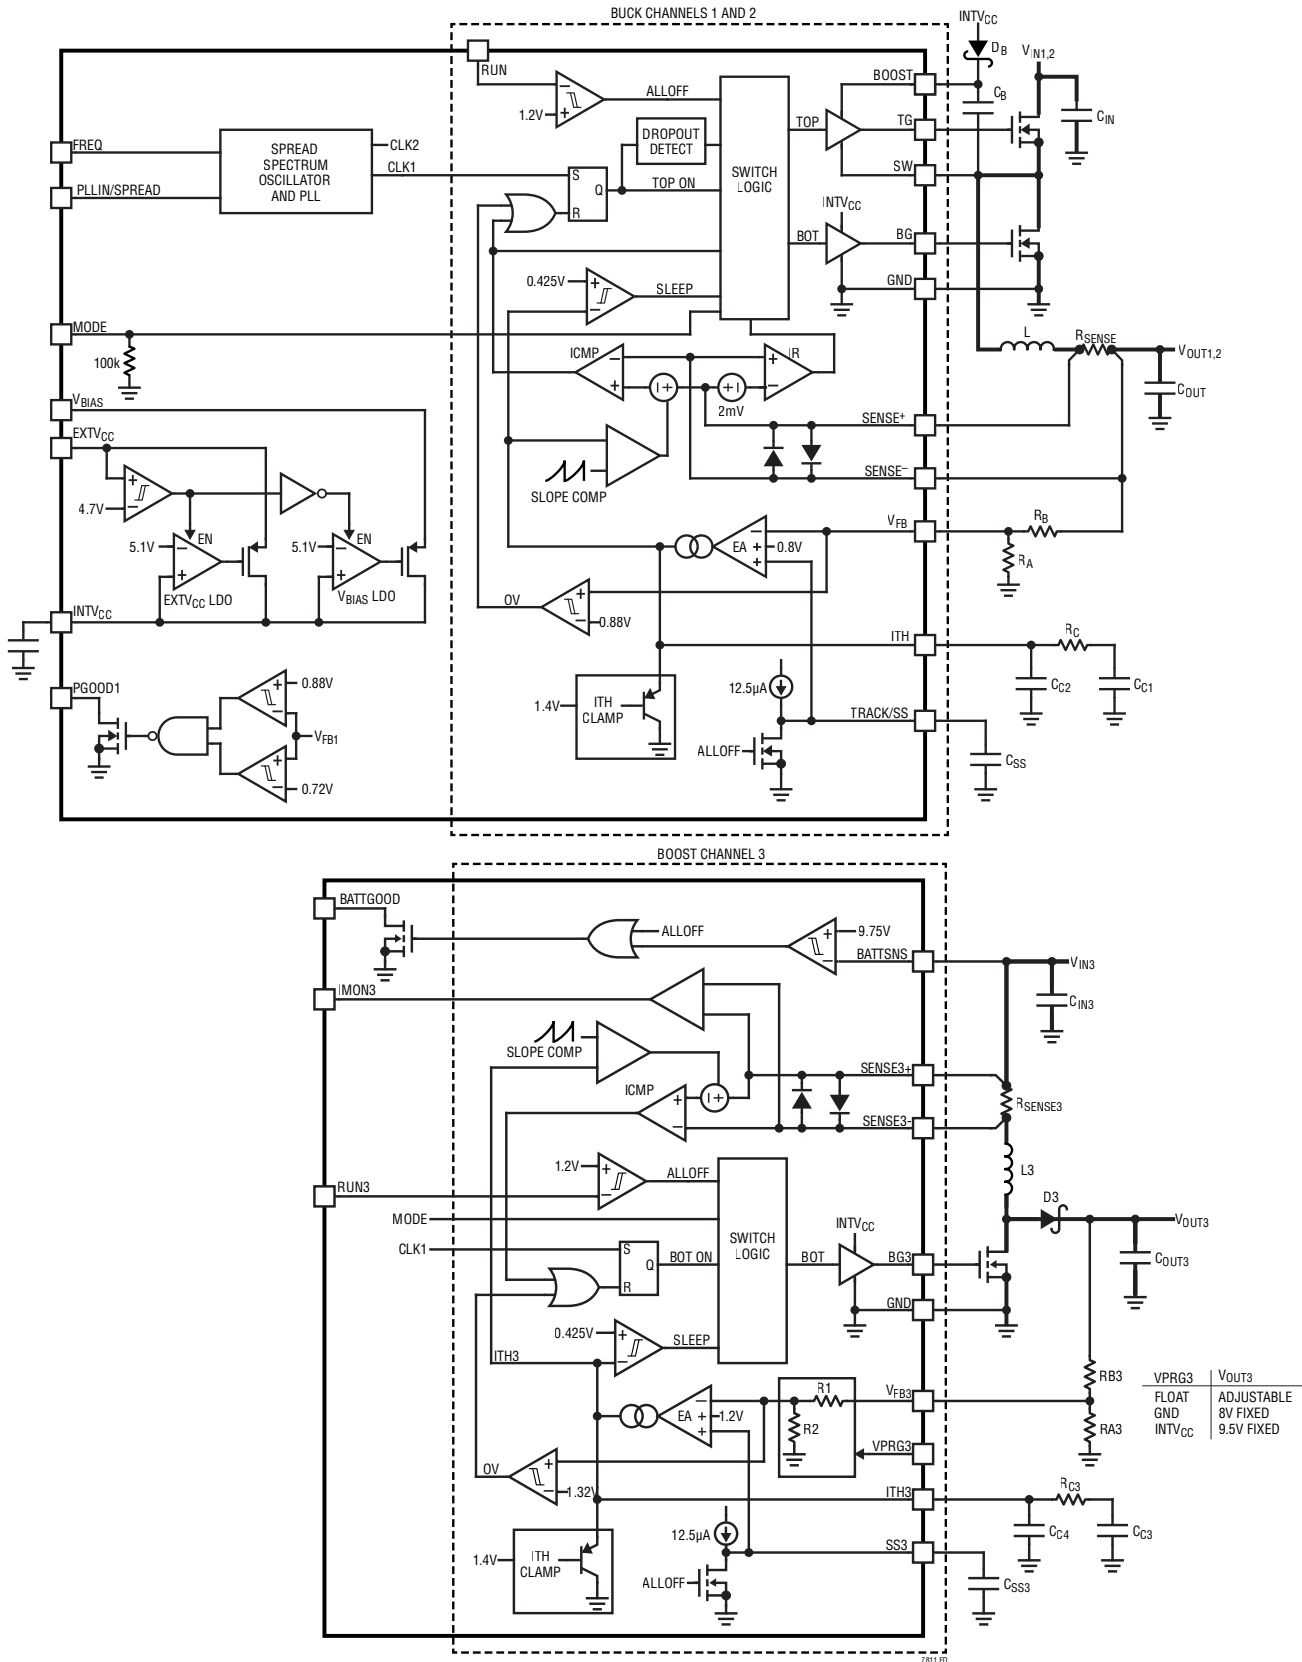 BUCK CHANNELS 1 AND 2
INTVCC
DB
VIN1,2
RUN
BOOST
ALLOFF
CB
1.2V
CIN
TOP
TG
DROPOUT
DETECT
FREQ
SPREAD
SPECTRUM
OSCILLATOR
AND PLL
CLK2
CLK1
SWITCH
LOGIC
SW
S
Q
R
TOP ON
PLLIN/SPREAD
INTVCC
BOT
BG
0.425V
SLEEP
GND
MODE
100k
ICMP
IR
L
RSENSE
VOUT1,2
COUT
2mV
VBIAS
EXTVCC
SENSE+
SLOPE COMP
SENSE–
4.7V
VFB
RB
RA
5.1V
EN
5.1V
EN
EA
0.8V
EXTVCC LDO
VBIAS LDO
OV
0.88V
INTVCC
ITH
RC
CC2
CC1
PGOOD1
0.88V
VFB1
0.72V
1.4V
ITH
CLAMP
12.5µA
TRACK/SS
ALLOFF
CSS
BOOST CHANNEL 3
BATTGOOD
ALLOFF
9.75V
BATTSNS
VIN3
IMON3
CIN3
SLOPE COMP
ICMP
SENSE3+
RSENSE3
SENSE3-
1.2V
ALLOFF
L3
RUN3
D3
MODE
SWITCH
LOGIC
INTVCC
VOUT3
CLK1
S
Q
R
BOT ON
BOT
BG3
COUT3
GND
0.425V
SLEEP
ITH3
RB3
VPRG3 VOUT3
FLOAT ADJUSTABLE
GND 8V FIXED
INTVCC 9.5V FIXED
R1
VFB3
EA
1.2V
R2
RA3
VPRG3
OV
1.32V
ITH3
RC3
CC4
CC3
12.5µA
1.4V
ITH
CLAMP
SS3
ALLOFF
CSS3
7811 FD